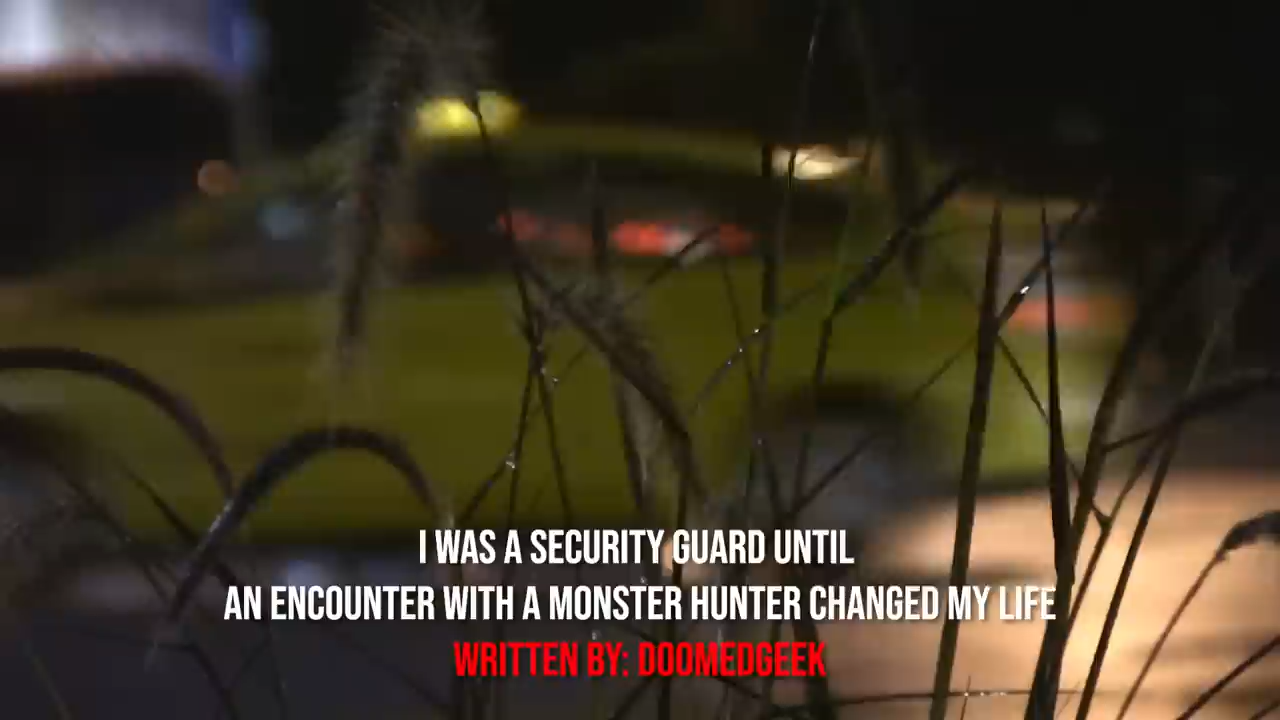 I WAS A SECURITY GUARD UNTIL
AN ENCOUNTER WITH A MONSTER HUNTER CHANGED MY LIFE
WRITTEN BY: DOOMEDGEEK